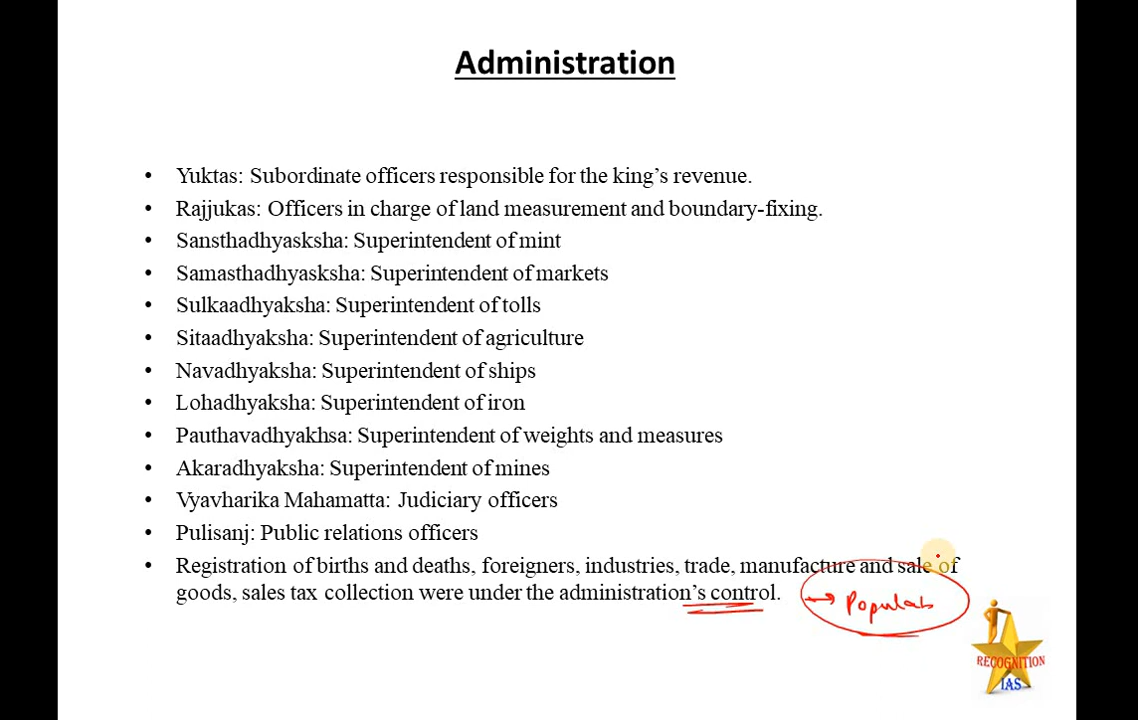 Administration
• Yuktas: Subordinate officers responsible for the king’s revenue.
• Rajjukas: Officers in charge of land measurement and boundary-fixing.
• Sansthadhyasksha: Superintendent of mint
• Samasthadhyasksha: Superintendent of markets
• Sulkaadhyaksha: Superintendent of tolls
• Sitaadhyaksha: Superintendent of agriculture
• Navadhyaksha: Superintendent of ships
• Lohadhyaksha: Superintendent of iron
• Pauthavadhyakhsa: Superintendent of weights and measures
• Akaradhyaksha: Superintendent of mines
• Vyavharika Mahamatta: Judiciary officers
• Pulisanj: Public relations officers
• Registration of births and deaths, foreigners, industries, trade, manufacture and sale of
goods, sales tax collection were under the administration’s control.
RECOGNITION
IAS